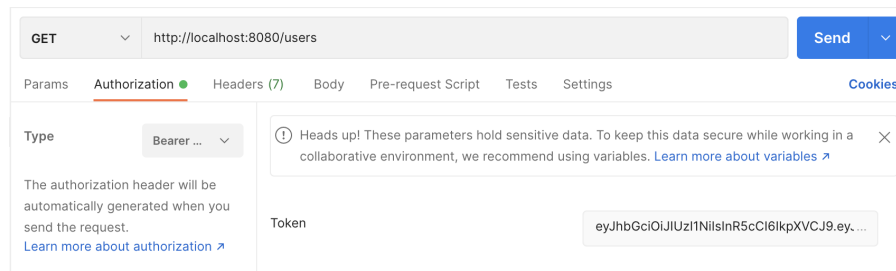 GET http://localhost:8080/users Send
Params Authorization Headers (7) Body Pre-request Script Tests Settings Cookies
Type Bearer ...
Heads up! These parameters hold sensitive data. To keep this data secure while working in a
collaborative environment, we recommend using variables. Learn more about variables ↗
The authorization header will be
automatically generated when you
send the request.
Learn more about authorization ↗
Token eyJhbGciOiJIUzI1NiIsInR5cCI6IkpXVCJ9.eyJ...